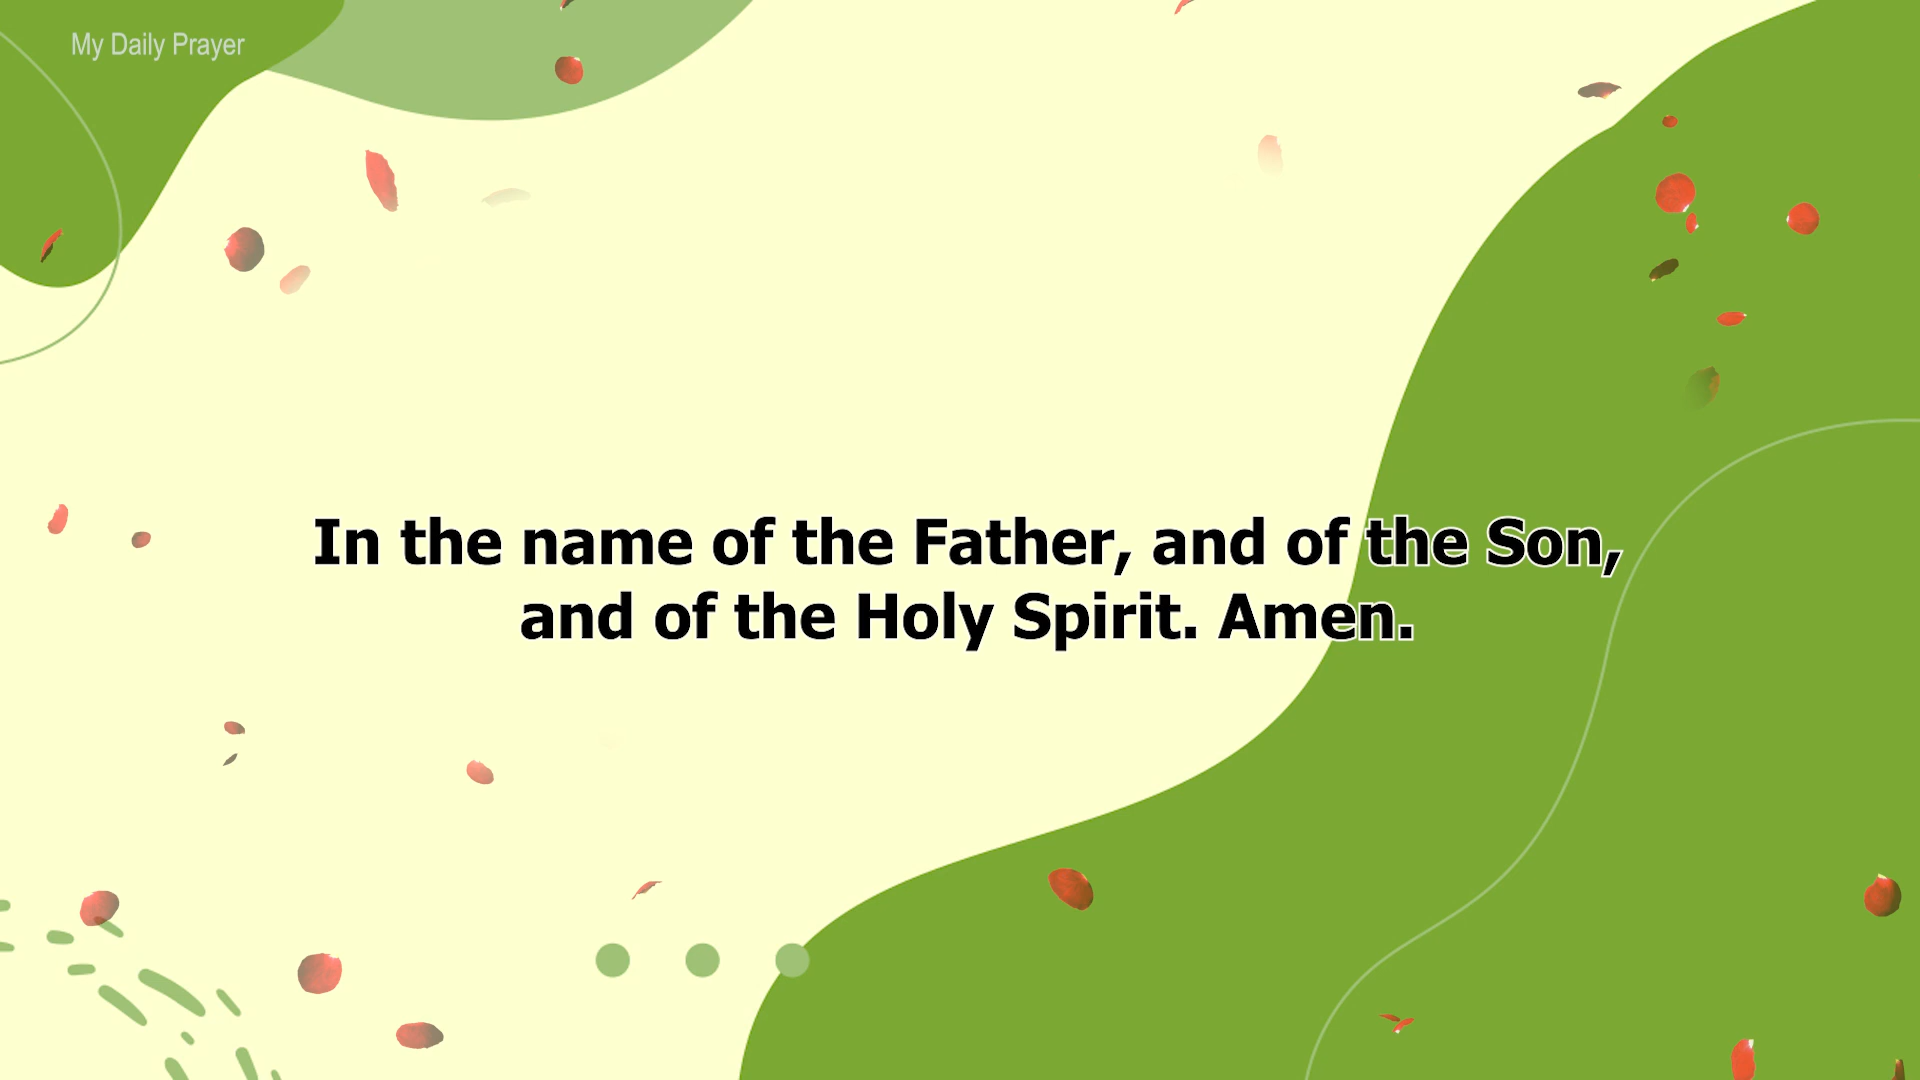 My Daily Prayer
In the name of the Father, and of the Son,
and of the Holy Spirit. Amen.